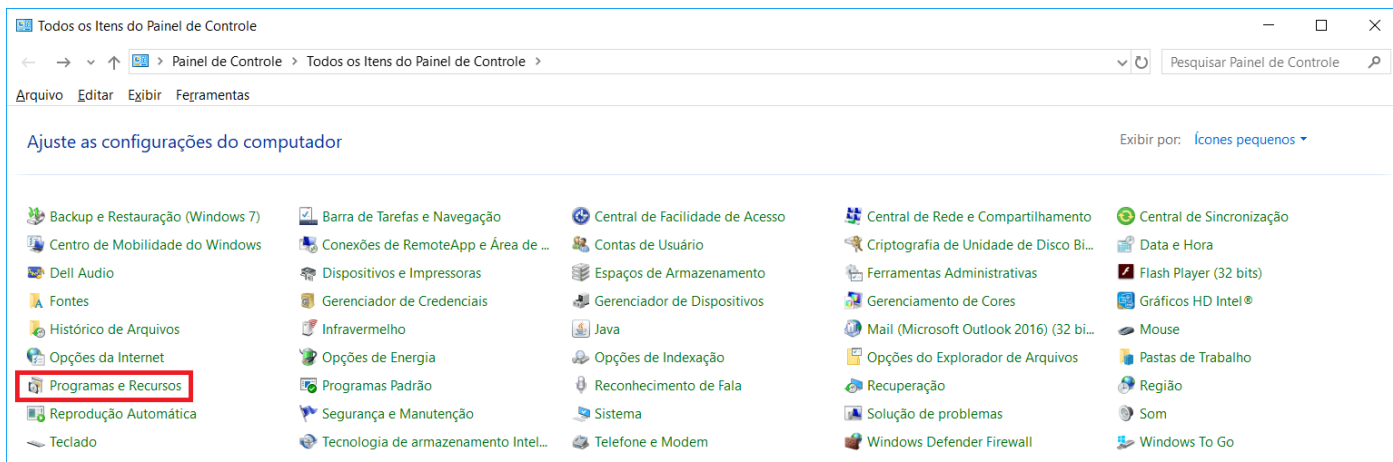 Todos os Itens do Painel de Controle
Painel de Controle > Todos os Itens do Painel de Controle >
Pesquisar Painel de Controle
Arquivo Editar Exibir Ferramentas
Ajuste as configurações do computador
Exibir por: Ícones pequenos
Backup e Restauração (Windows 7) Barra de Tarefas e Navegação Central de Facilidade de Acesso Central de Rede e Compartilhamento Central de Sincronização
Centro de Mobilidade do Windows Conexões de RemoteApp e Área de ... Contas de Usuário Criptografia de Unidade de Disco Bi... Data e Hora
Dell Audio Dispositivos e Impressoras Espaços de Armazenamento Ferramentas Administrativas Flash Player (32 bits)
Fontes Gerenciador de Credenciais Gerenciador de Dispositivos Gerenciamento de Cores Gráficos HD Intel®
Histórico de Arquivos Infravermelho Java Mail (Microsoft Outlook 2016) (32 bi... Mouse
Opções da Internet Opções de Energia Opções de Indexação Opções do Explorador de Arquivos Pastas de Trabalho
Programas e Recursos Programas Padrão Reconhecimento de Fala Recuperação Região
Reprodução Automática Segurança e Manutenção Sistema Solução de problemas Som
Teclado Tecnologia de armazenamento Intel... Telefone e Modem Windows Defender Firewall Windows To Go